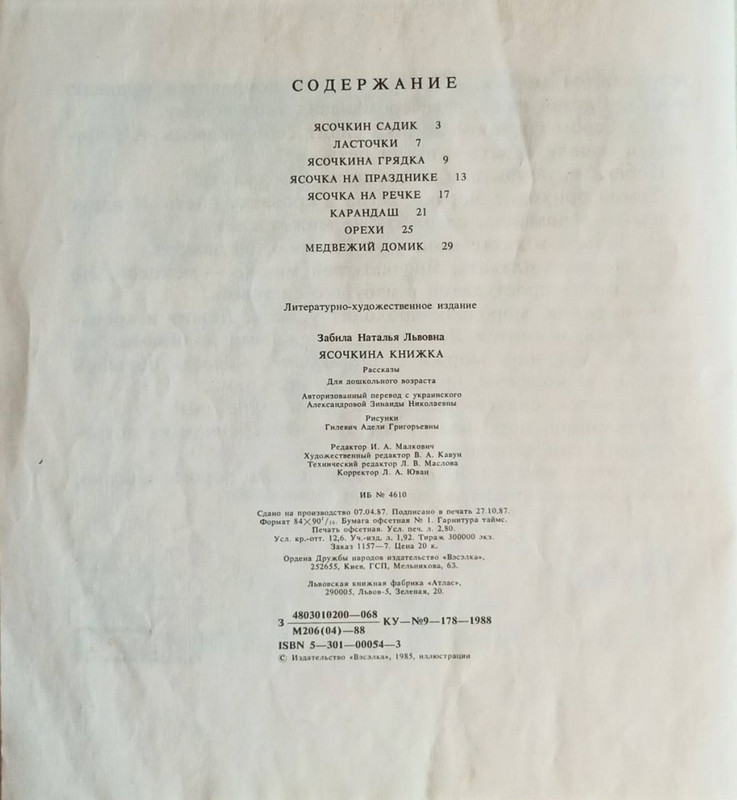 СОДЕРЖАНИЕ
ЯСОЧКИН САДИК 3
ЛАСТОЧКИ 7
ЯСОЧКИНА ГРЯДКА 9
ЯСОЧКА НА ПРАЗДНИКЕ 13
ЯСОЧКА НА РЕЧКЕ 17
КАРАНДАШ 21
ОРЕХИ 25
МЕДВЕЖИЙ ДОМИК 29
Литературно-художественное издание
Забила Наталья Львовна
ЯСОЧКИНА КНИЖКА
Рассказы
Для дошкольного возраста
Авторизованный перевод с украинского
Александровой Зинаиды Николаевны
Рисунки
Гилевич Адели Григорьевны
Редактор И. А. Малкович
Художественный редактор В. А. Кавун
Технический редактор Л. В. Маслова
Корректор Л. А. Юван
ИБ № 4610
Сдано на производство 07.04.87. Подписано в печать 27.10.87.
Формат 84×90¹/₁₆. Бумага офсетная № 1. Гарнитура таймс.
Печать офсетная. Усл. печ. л. 2,80.
Усл. кр.-отт. 12,6. Уч.-изд. л. 1,92. Тираж 300000 экз.
Заказ 1157—7. Цена 20 к.
Ордена Дружбы народов издательство «Вэсэлка»,
252655, Киев, ГСП, Мельникова, 63.
Львовская книжная фабрика «Атлас»,
290005, Львов-5, Зеленая, 20.
З 4803010200—068 КУ—№9—178—1988
М206(04)—88
ISBN 5—301—00054—3
© Издательство «Вэсэлка», 1985, иллюстрации